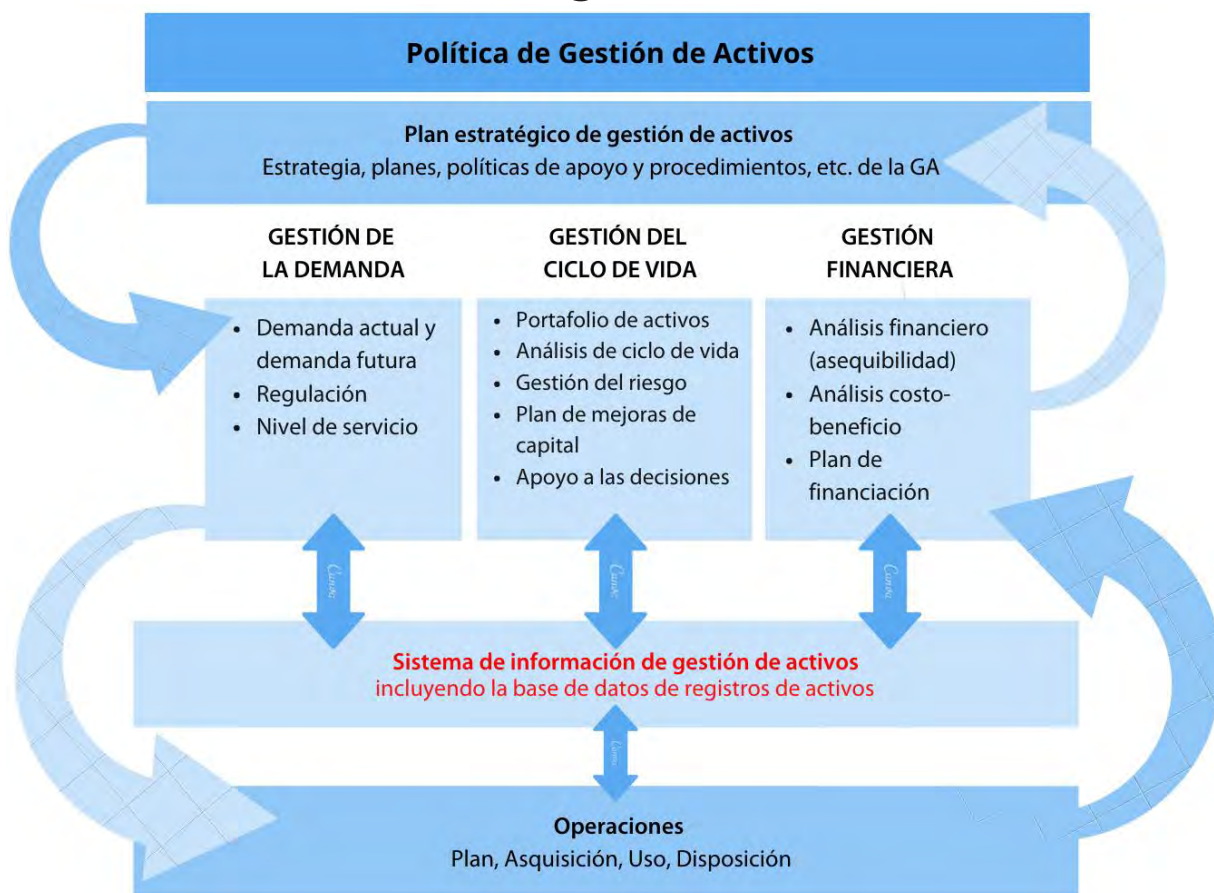 g
Política de Gestión de Activos
Plan estratégico de gestión de activos
Estrategia, planes, políticas de apoyo y procedimientos, etc. de la GA
GESTIÓN DE
LA DEMANDA
• Demanda actual y
demanda futura
• Regulación
• Nivel de servicio
GESTIÓN DEL
CICLO DE VIDA
• Portafolio de activos
• Análisis de ciclo de vida
• Gestión del riesgo
• Plan de mejoras de
capital
• Apoyo a las decisiones
GESTIÓN
FINANCIERA
• Análisis financiero
(asequibilidad)
• Análisis costo-
beneficio
• Plan de
financiación
Canva
Canva
Canva
Sistema de información de gestión de activos
incluyendo la base de datos de registros de activos
Canva
Operaciones
Plan, Asquisición, Uso, Disposición